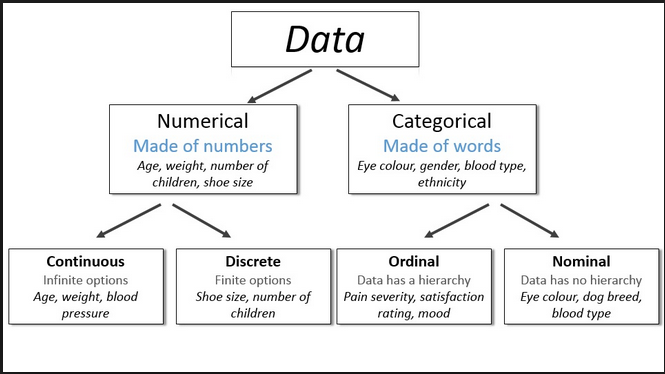 Data
Numerical
Made of numbers
Age, weight, number of
children, shoe size
Categorical
Made of words
Eye colour, gender, blood type,
ethnicity
Continuous
Infinite options
Age, weight, blood
pressure
Discrete
Finite options
Shoe size, number of
children
Ordinal
Data has a hierarchy
Pain severity, satisfaction
rating, mood
Nominal
Data has no hierarchy
Eye colour, dog breed,
blood type